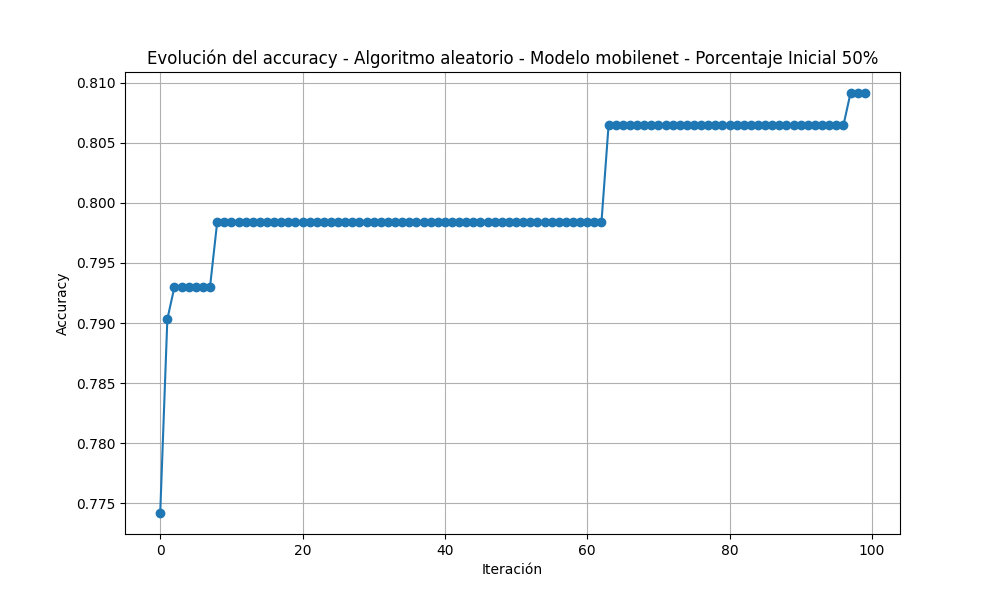 Evolución del accuracy - Algoritmo aleatorio - Modelo mobilenet - Porcentaje Inicial 50%
0.810
0.805
0.800
0.795
0.790
0.785
0.780
0.775
Accuracy
0 20 40 60 80 100
Iteración